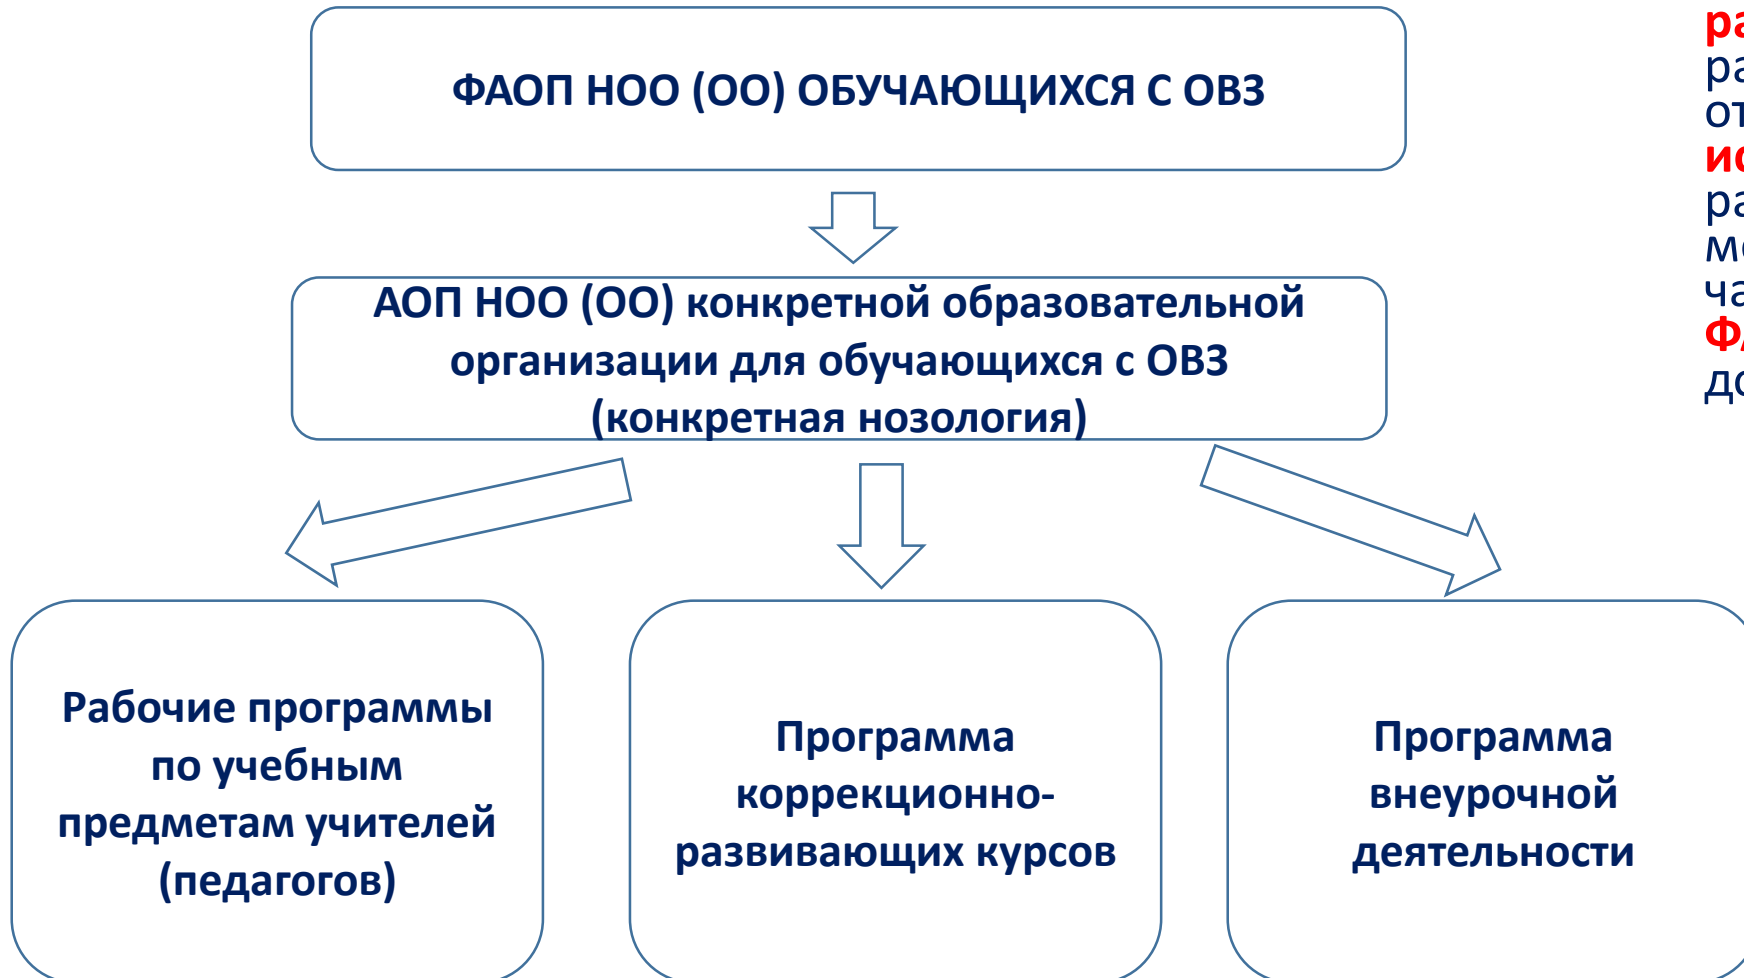 ФАОП НОО (ОО) ОБУЧАЮЩИХСЯ С ОВЗ
АОП НОО (ОО) конкретной образовательной
организации для обучающихся с ОВЗ
(конкретная нозология)
Рабочие программы
по учебным
предметам учителей
(педагогов)
Программа
коррекционно-
развивающих курсов
Программа
внеурочной
деятельности